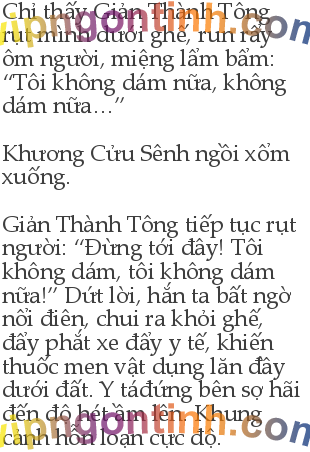 Chỉ thấy Giản Thành Tông
rụt mình dưới ghế, run rẩy
ôm người, miệng lẩm bẩm:
“Tôi không dám nữa, không
dám nữa…”
Khương Cửu Sênh ngồi xổm
xuống.
Giản Thành Tông tiếp tục rụt
người: “Đừng tới đây! Tôi
không dám, tôi không dám
nữa!” Dứt lời, hắn ta bất ngờ
nổi điên, chui ra khỏi ghế,
đẩy phắt xe đẩy y tế, khiến
thuốc men vật dụng lăn đầy
dưới đất. Y táđứng bên sợ hãi
đến độ hét ầm lên. Khung
cảnh hỗn loạn cực độ.
vipngontinh.com
vipngontinh.com